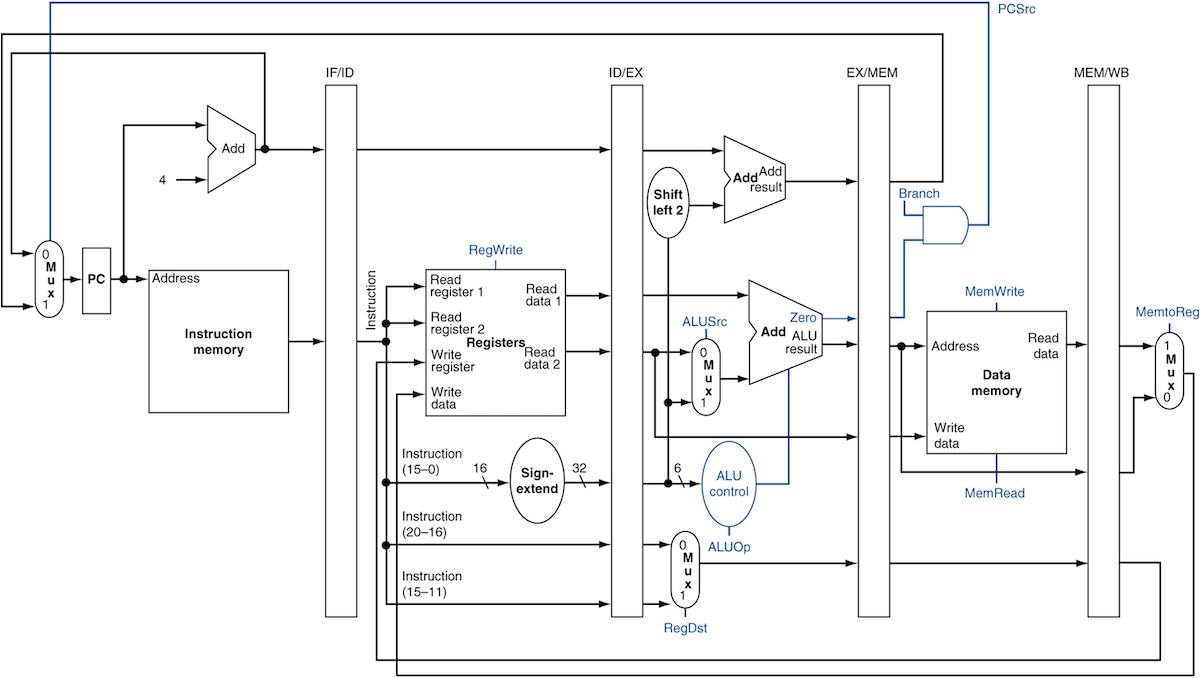 PCSrc
IF/ID
ID/EX
EX/MEM
MEM/WB
Add
4
Add
Add
result
Shift
left 2
Branch
0
M
u
x
1
PC
Address
Instruction
memory
Instruction
RegWrite
Read
register 1
Read
register 2
Write
register
Write
data
Registers
Read
data 1
Read
data 2
ALUSrc
0
M
u
x
1
Add
Zero
ALU
result
MemWrite
Address
Read
data
Data
memory
Write
data
MemRead
MemtoReg
1
M
u
x
0
Instruction
(15–0)
16
Sign-
extend
32
6
ALU
control
ALUOp
Instruction
(20–16)
Instruction
(15–11)
0
M
u
x
1
RegDst